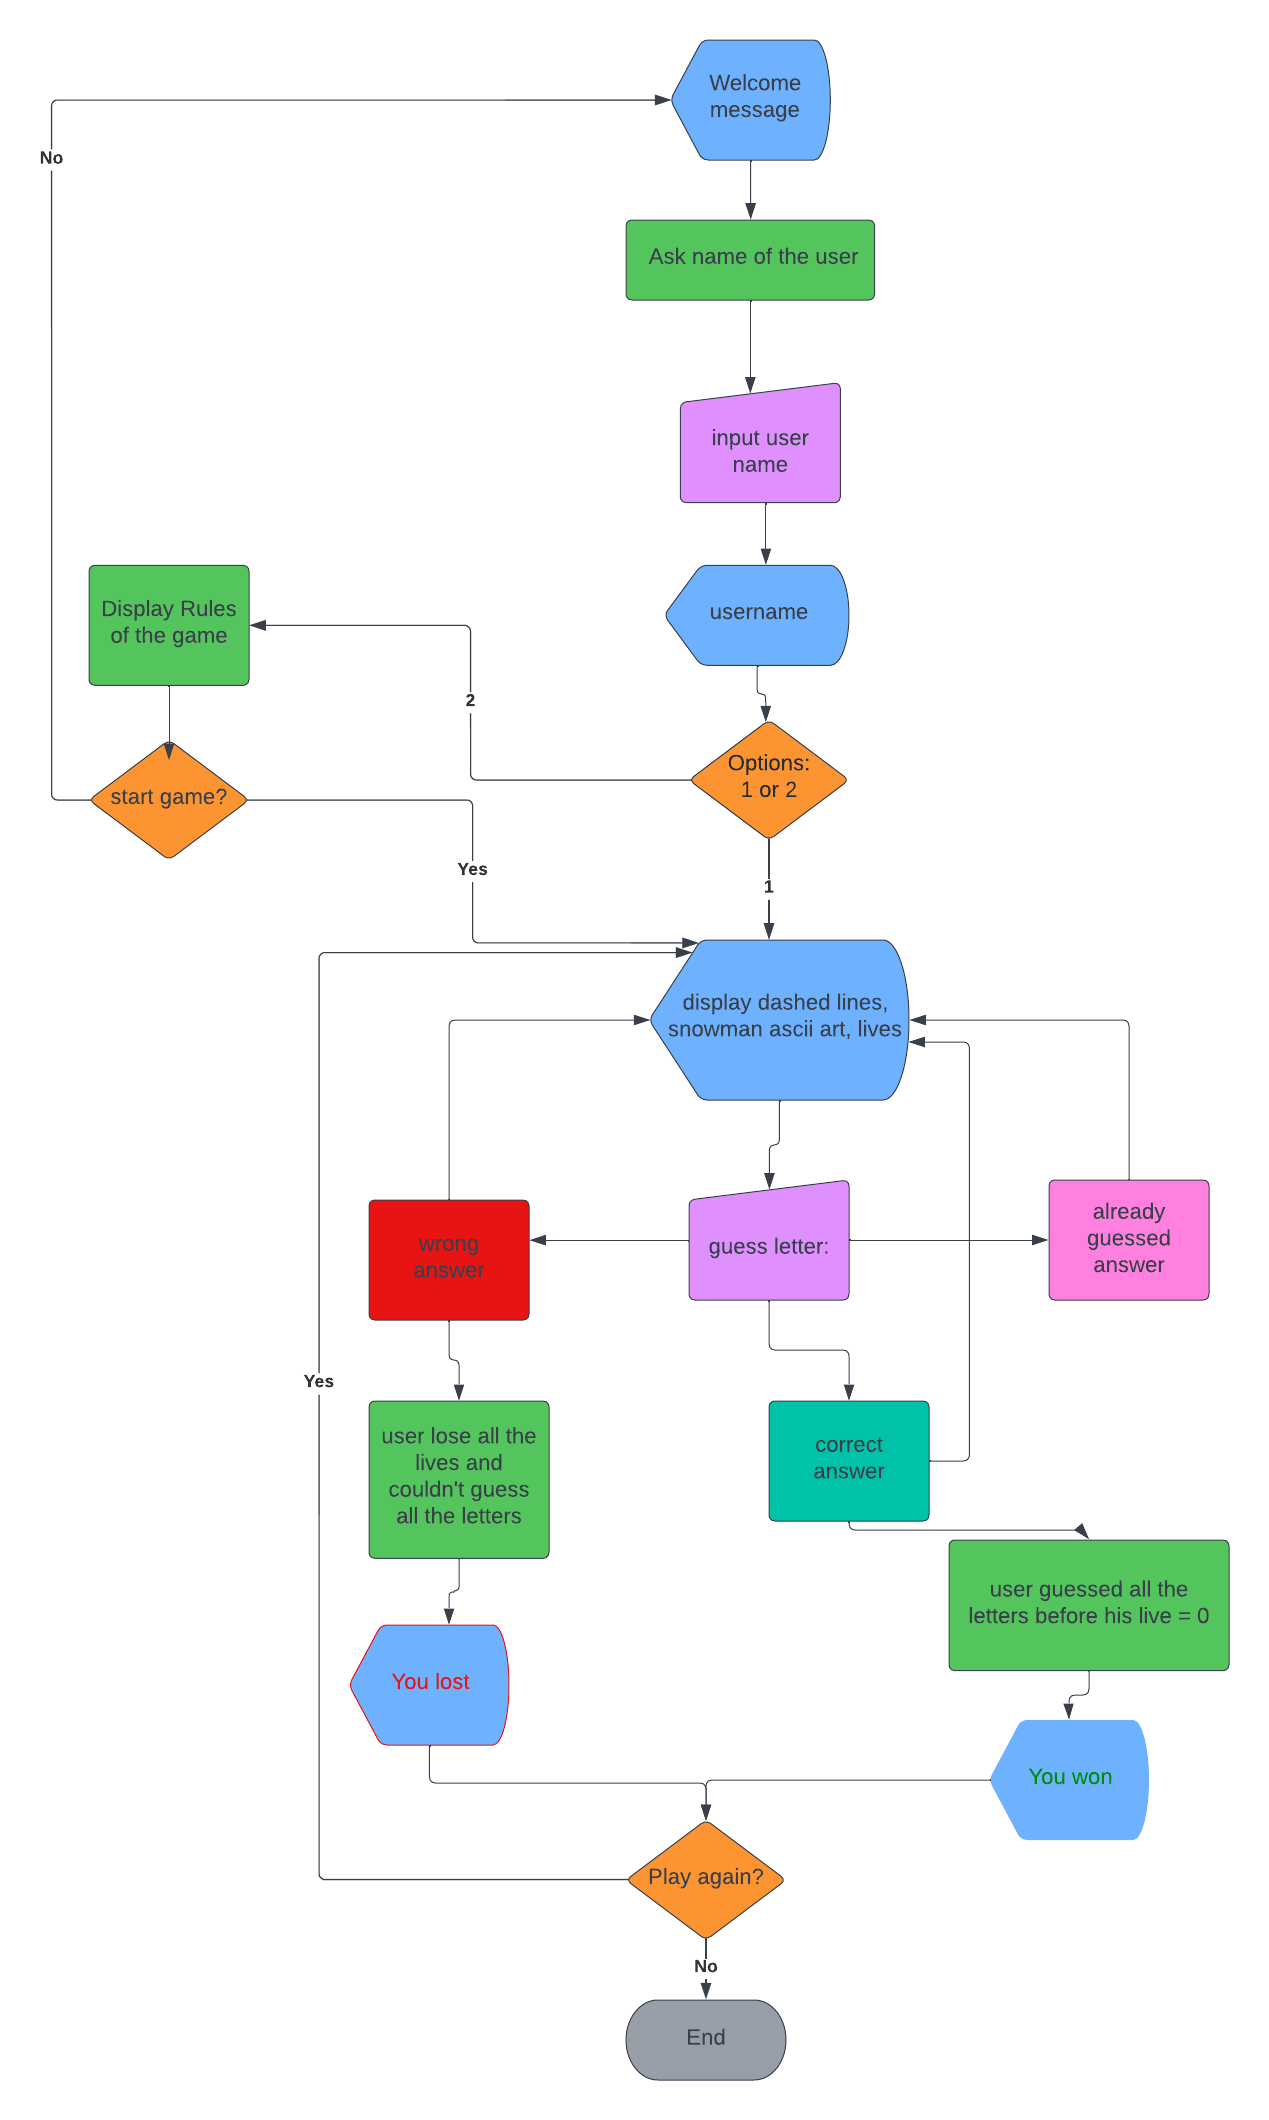 Welcome
message
No
Ask name of the user
input user
name
Display Rules
of the game
username
2
Options:
1 or 2
start game?
Yes
1
display dashed lines,
snowman ascii art, lives
wrong
answer
guess letter:
already
guessed
answer
Yes
user lose all the
lives and
couldn't guess
all the letters
correct
answer
user guessed all the
letters before his live = 0
You lost
You won
Play again?
No
End